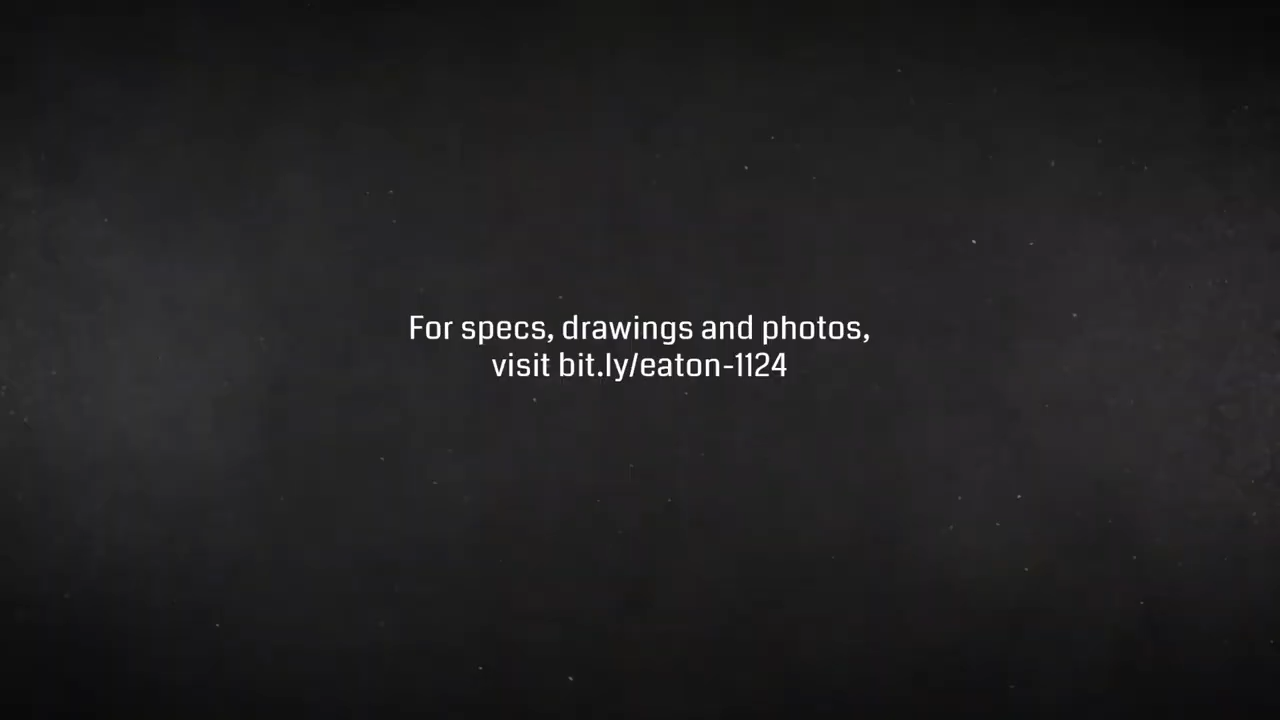 For specs, drawings and photos,
visit bit.ly/eaton-1124